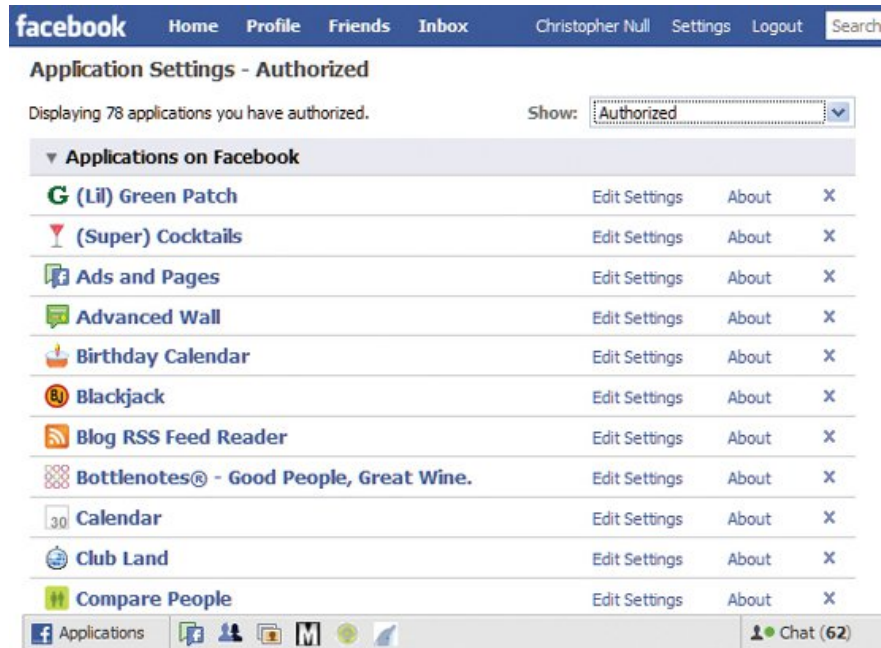 facebook Home Profile Friends Inbox Christopher Null Settings Logout Search
Application Settings - Authorized
Displaying 78 applications you have authorized. Show: Authorized
Applications on Facebook
G (Lil) Green Patch Edit Settings About x
(Super) Cocktails Edit Settings About x
Ads and Pages Edit Settings About x
Advanced Wall Edit Settings About x
Birthday Calendar Edit Settings About x
BJ Blackjack Edit Settings About x
Blog RSS Feed Reader Edit Settings About x
Bottlenotes® - Good People, Great Wine. Edit Settings About x
30 Calendar Edit Settings About x
Club Land Edit Settings About x
Compare People Edit Settings About x
f Applications M Chat (62)